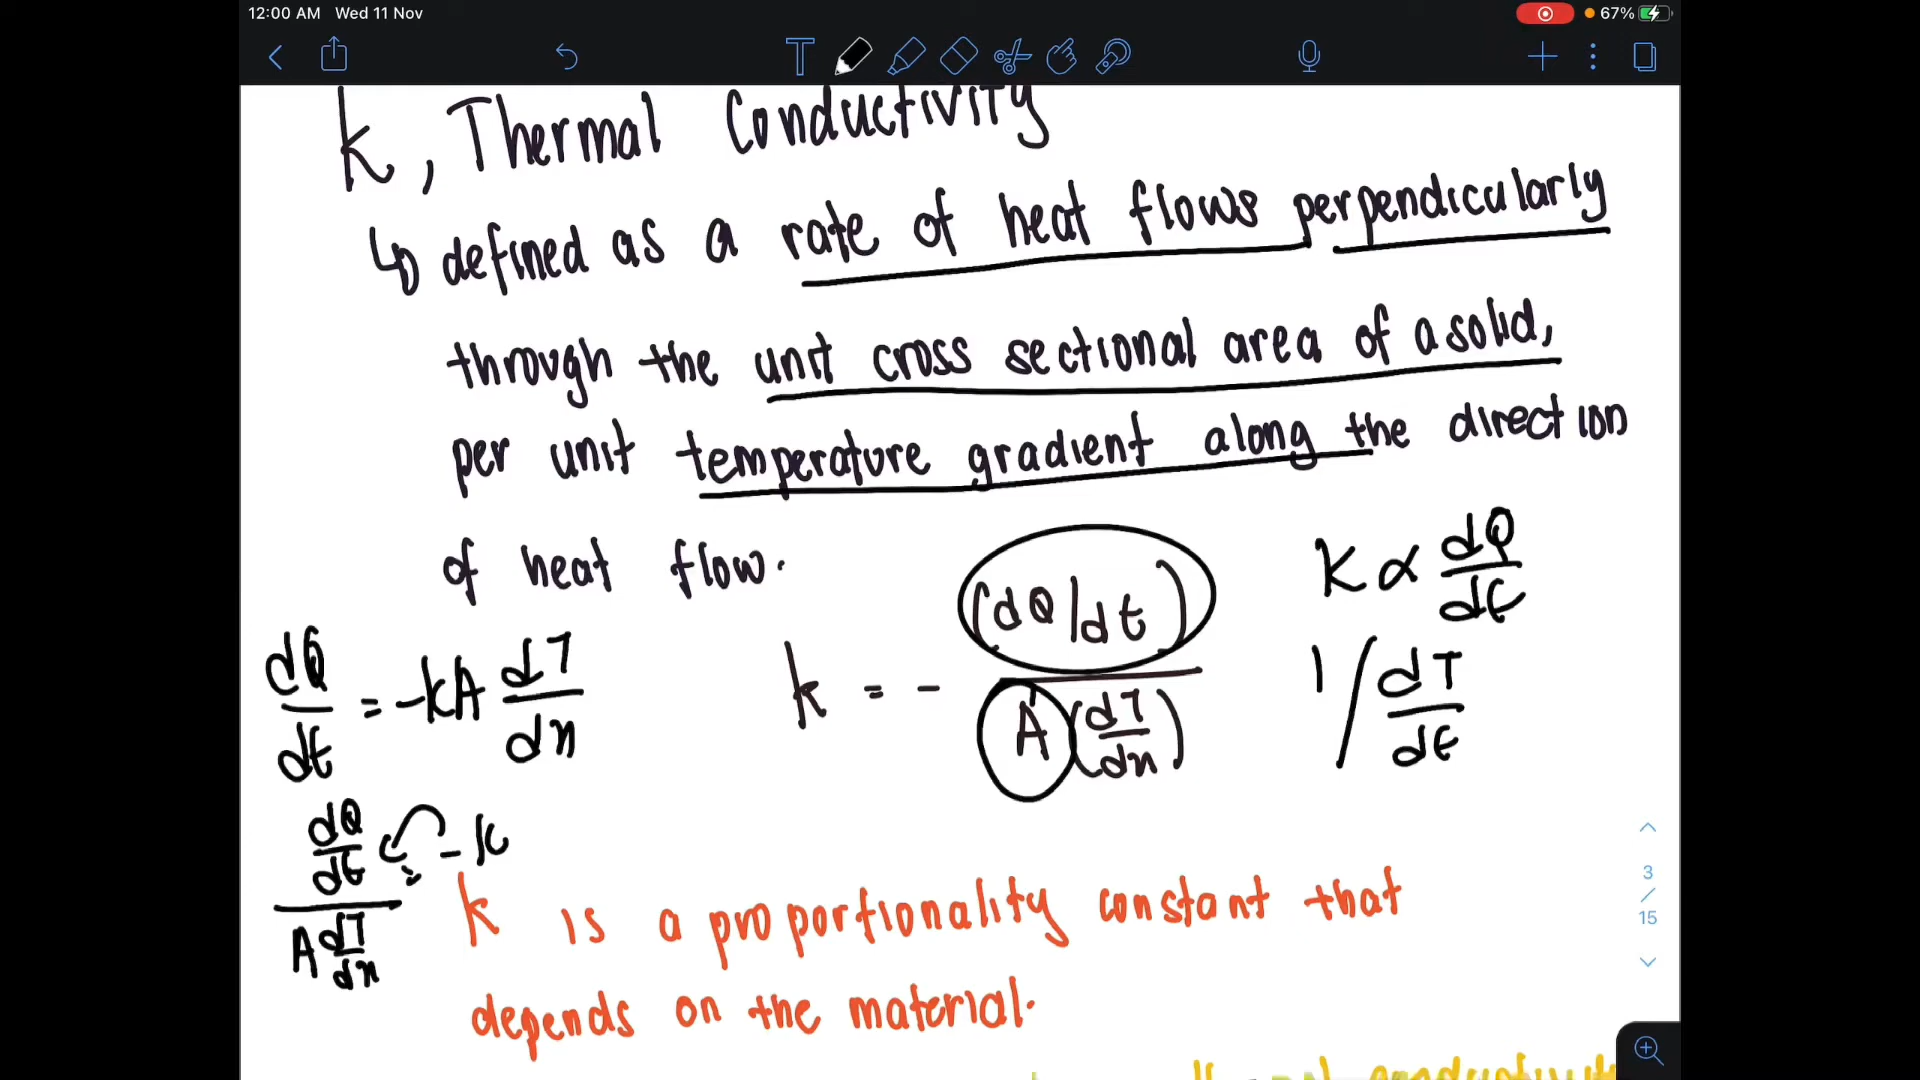 12:00 AM Wed 11 Nov
67%
k, Thermal Conductivity
↳ defined as a rate of heat flows perpendicularly
through the unit cross sectional area of a solid,
per unit temperature gradient along the direction
of heat flow.
k = - (dQ/dt) / A (dT/dx)
K ∝ dQ/dt
1 / dT/dt
dQ/dt = -kA dT/dx
dQ/dt / A dT/dx = -k
k is a proportionality constant that
depends on the material.
3
/
15